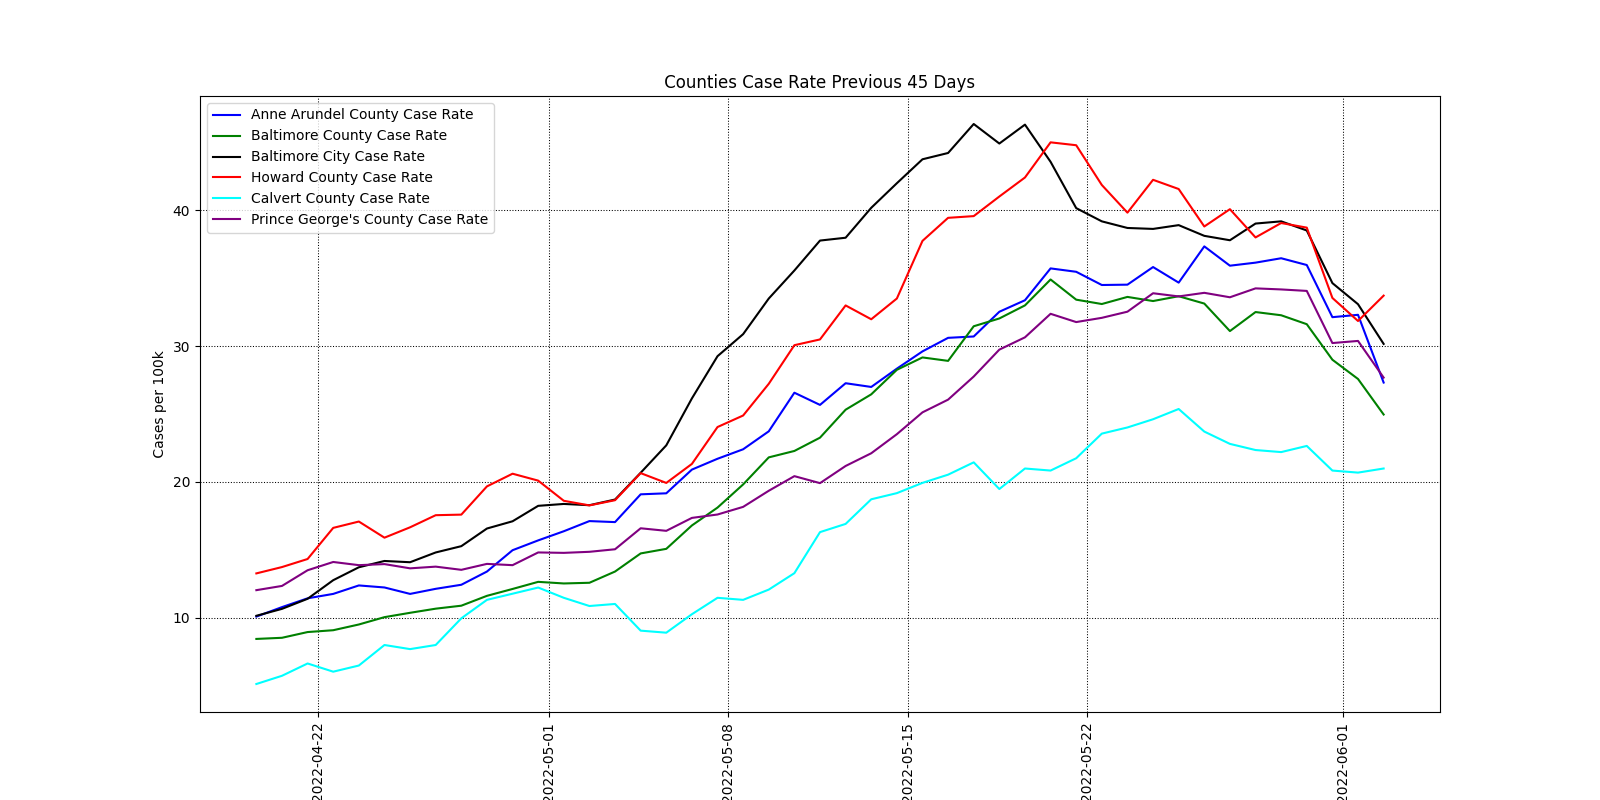 Counties Case Rate Previous 45 Days
Anne Arundel County Case Rate
Baltimore County Case Rate
Baltimore City Case Rate
Howard County Case Rate
Calvert County Case Rate
Prince George's County Case Rate
Cases per 100k
40
30
20
10
2022-04-22
2022-05-01
2022-05-08
2022-05-15
2022-05-22
2022-06-01